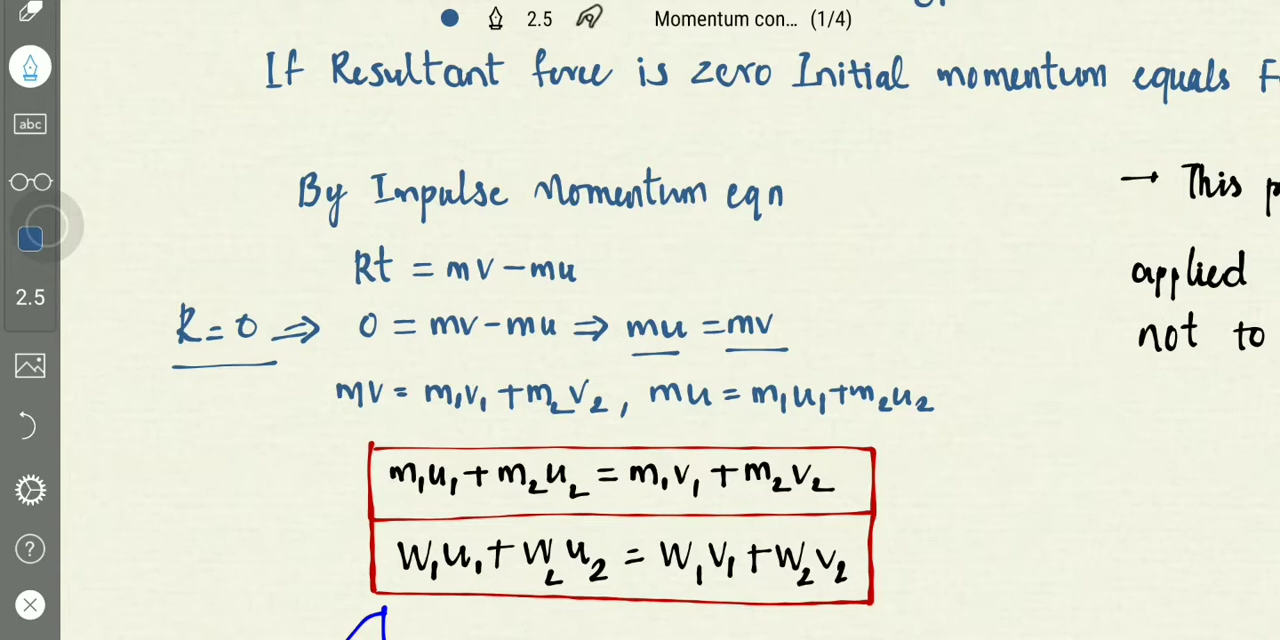 2.5 Momentum con... (1/4)
If Resultant force is zero Initial momentum equals F
abc
By Impulse Momentum eqn
→ This p
Rt = mv - mu
applied
2.5
R = 0 ⇒ 0 = mv - mu ⇒ mu = mv
not to
mv = m₁v₁ + m₂v₂, mu = m₁u₁ + m₂u₂
m₁u₁ + m₂u₂ = m₁v₁ + m₂v₂
W₁u₁ + W₂u₂ = W₁v₁ + W₂v₂